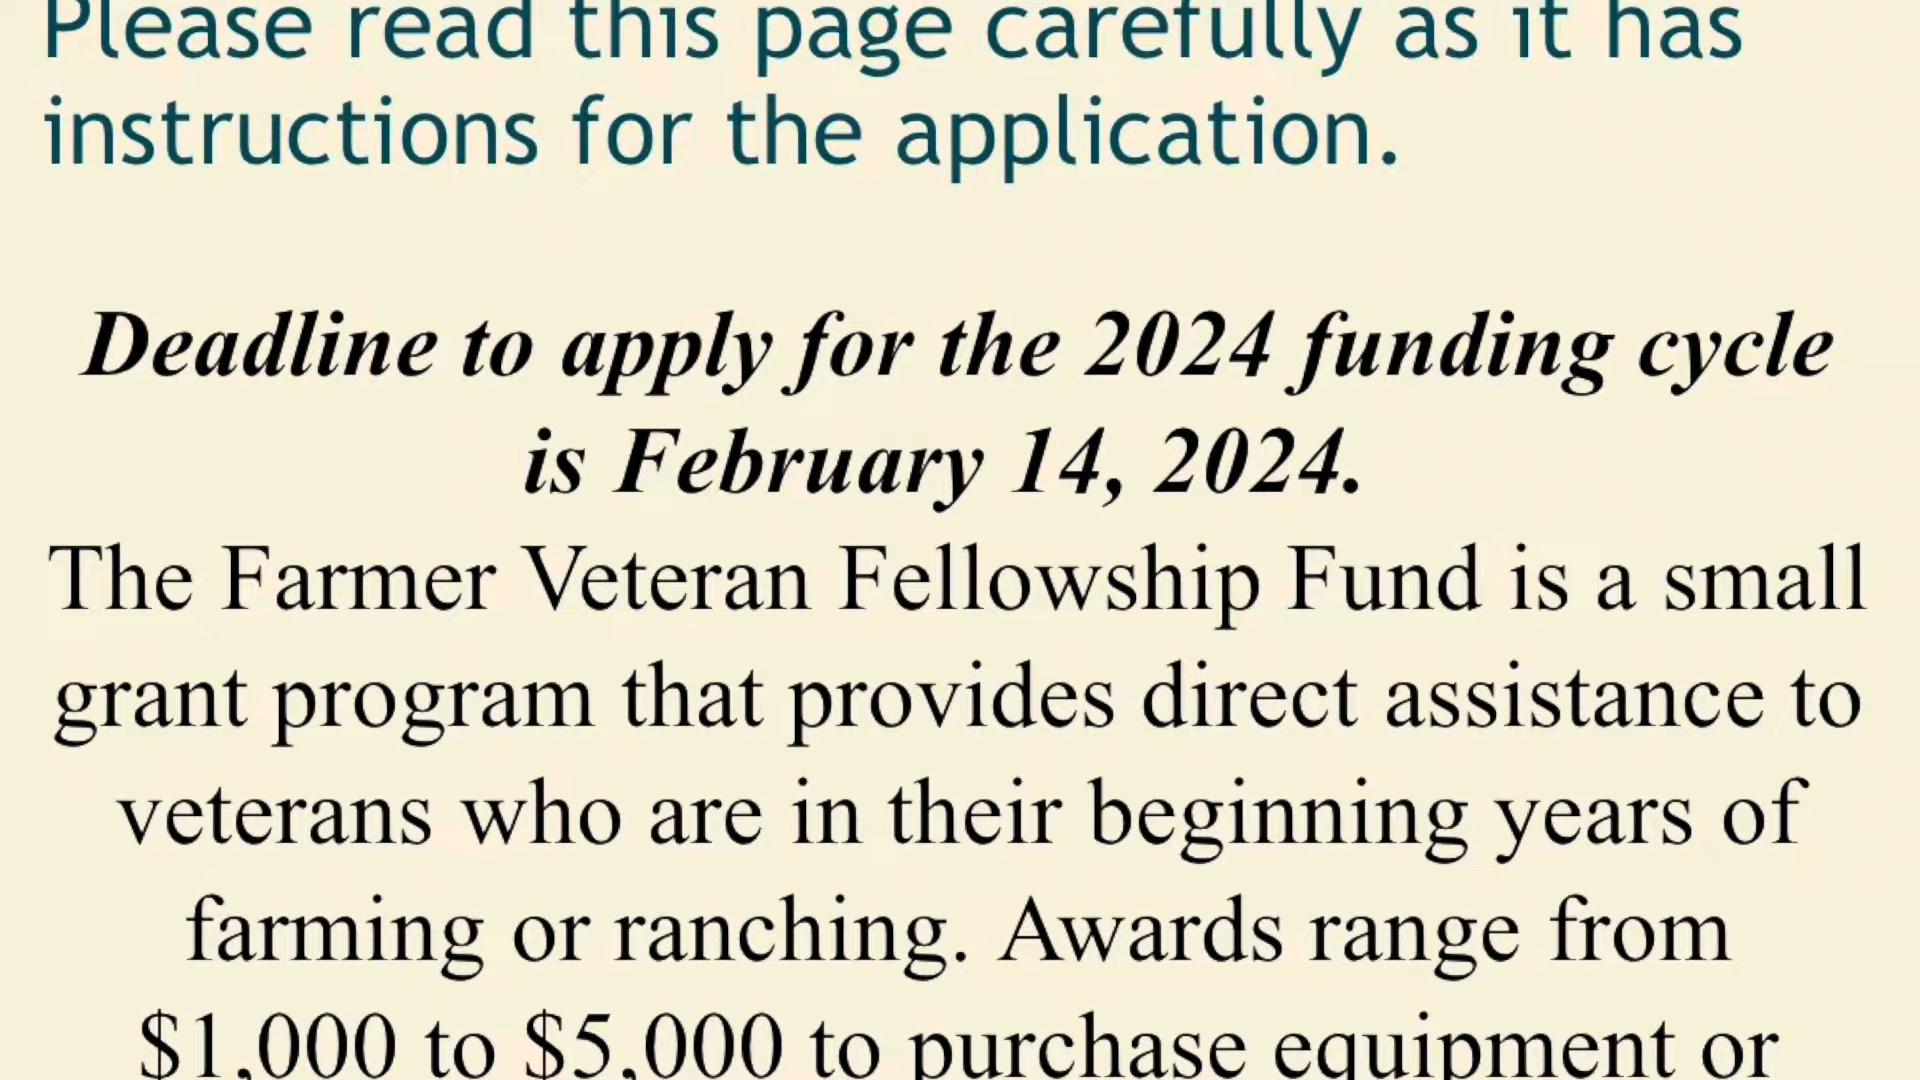 Please read this page carefully as it has
instructions for the application.
Deadline to apply for the 2024 funding cycle
is February 14, 2024.
The Farmer Veteran Fellowship Fund is a small
grant program that provides direct assistance to
veterans who are in their beginning years of
farming or ranching. Awards range from
$1,000 to $5,000 to purchase equipment or